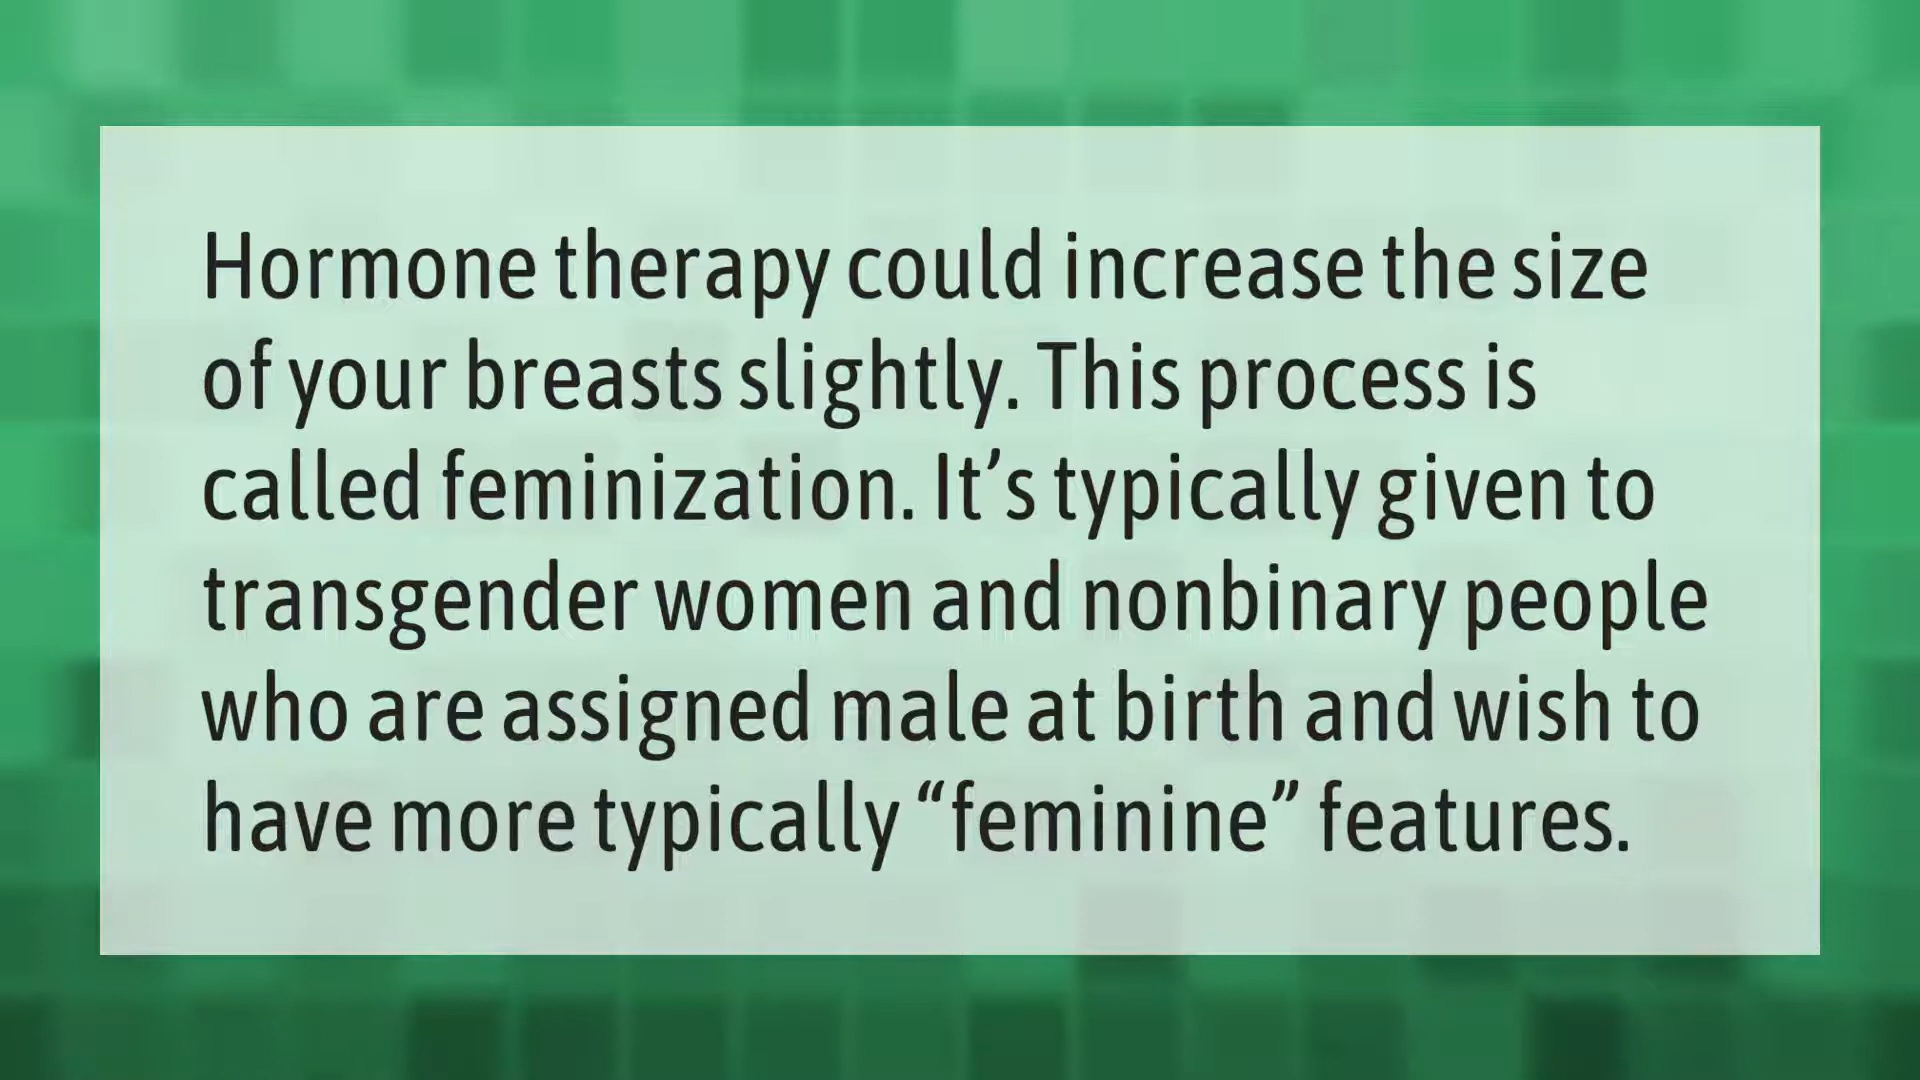 Hormone therapy could increase the size
of your breasts slightly. This process is
called feminization. It’s typically given to
transgender women and nonbinary people
who are assigned male at birth and wish to
have more typically “feminine” features.